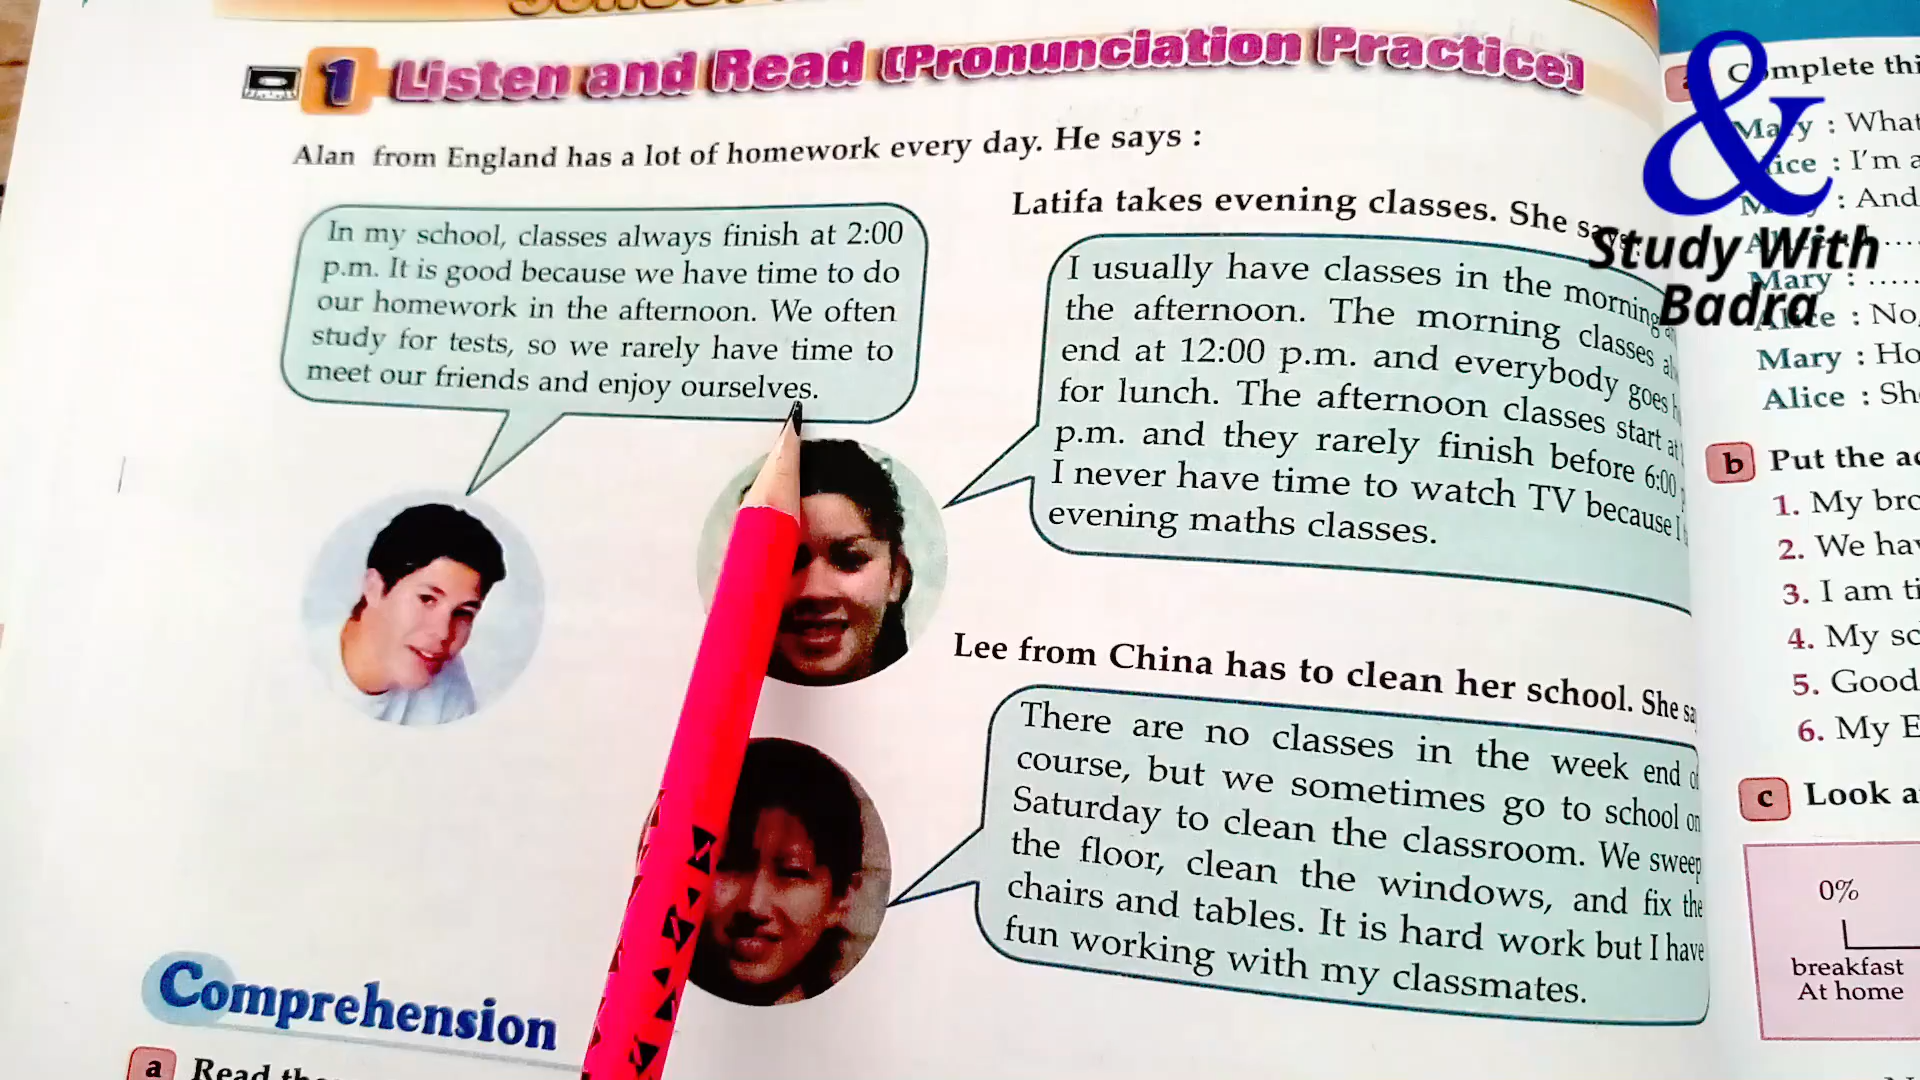 1 Listen and Read (Pronunciation Practice)
Alan from England has a lot of homework every day. He says :
In my school, classes always finish at 2:00
p.m. It is good because we have time to do
our homework in the afternoon. We often
study for tests, so we rarely have time to
meet our friends and enjoy ourselves.
Latifa takes evening classes. She
I usually have classes in the morning
the afternoon. The morning classes
end at 12:00 p.m. and everybody goes
for lunch. The afternoon classes start at
p.m. and they rarely finish before 6:00
I never have time to watch TV because I
evening maths classes.
Lee from China has to clean her school. She
There are no classes in the week end
course, but we sometimes go to school on
Saturday to clean the classroom. We sweep
the floor, clean the windows, and fix the
chairs and tables. It is hard work but I have
fun working with my classmates.
Comprehension
a Read
&
Study With
Badra
Mary : What
: I'm a
: And
Mary : .....
: No,
Mary : Ho
Alice : Sh
b Put the
1. My
2. We
3. I am
4. My
5. Good
6. My E
c Look
0%
breakfast
At home